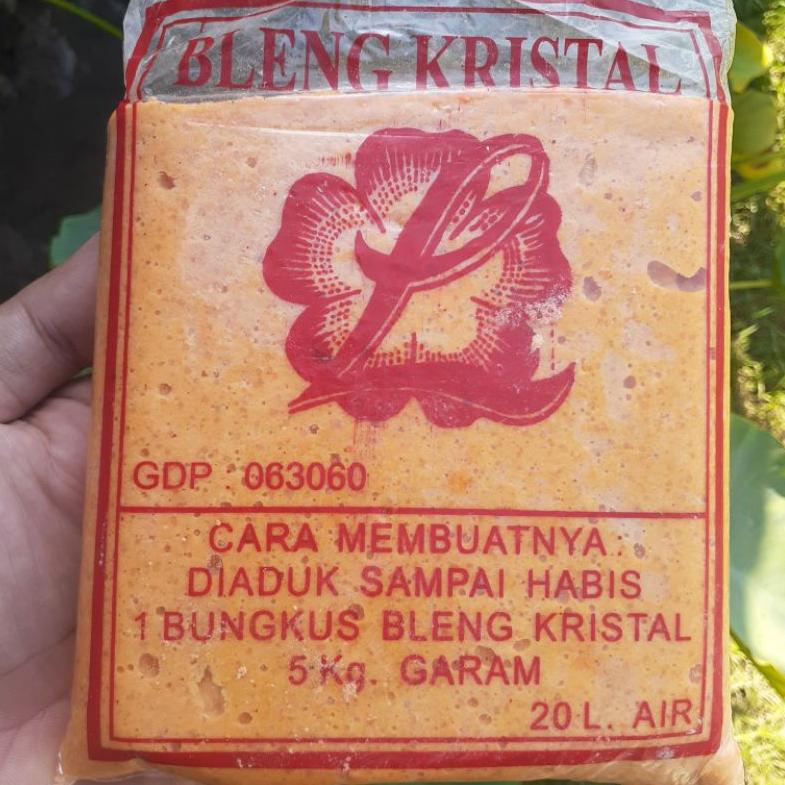 BLENG KRISTAL
GDP : 063060
CARA MEMBUATNYA :
DIADUK SAMPAI HABIS
1 BUNGKUS BLENG KRISTAL
5 Kg. GARAM
20 L. AIR